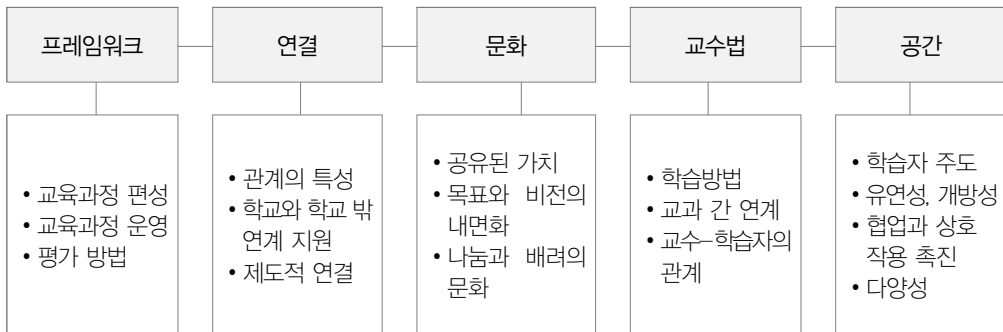 프레임워크
연결
문화
교수법
공간
• 교육과정 편성
• 교육과정 운영
• 평가 방법
• 관계의 특성
• 학교와 학교 밖
연계 지원
• 제도적 연결
• 공유된 가치
• 목표와 비전의
내면화
• 나눔과 배려의
문화
• 학습방법
• 교과 간 연계
• 교수-학습자의
관계
• 학습자 주도
• 유연성, 개방성
• 협업과 상호
작용 촉진
• 다양성